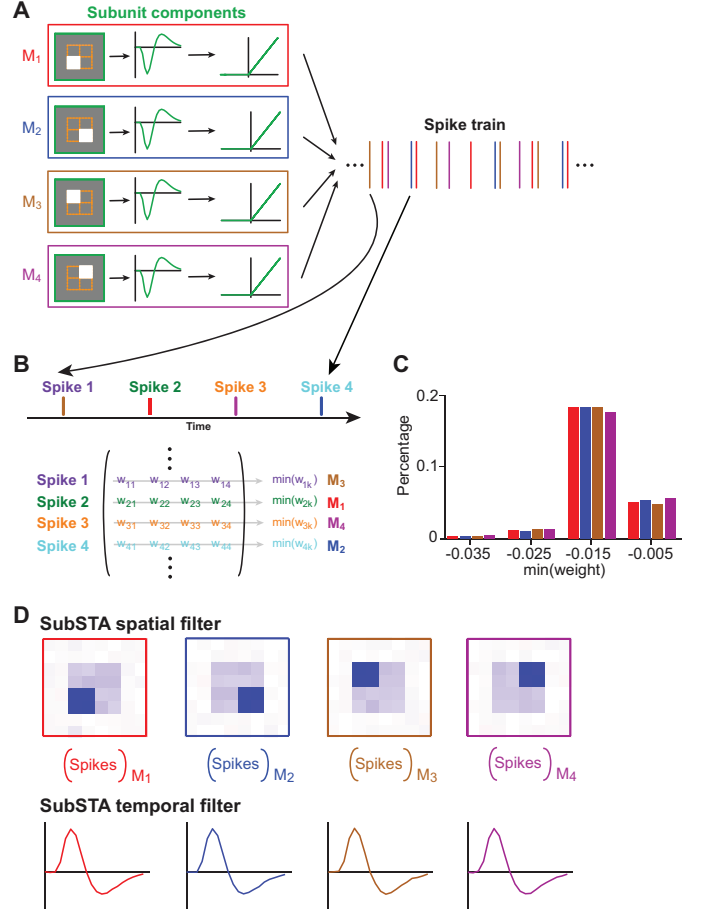 A
Subunit components
M1
M2
M3
M4
Spike train
...
...
B
Spike 1 Spike 2 Spike 3 Spike 4
Time
Spike 1 w11 w12 w13 w14 min(w1k) M3
Spike 2 w21 w22 w23 w24 min(w2k) M1
Spike 3 w31 w32 w33 w34 min(w3k) M4
Spike 4 w41 w42 w43 w44 min(w4k) M2
C
Percentage
0.2
0.1
0
-0.035 -0.025 -0.015 -0.005
min(weight)
D
SubSTA spatial filter
(Spikes)M1 (Spikes)M2 (Spikes)M3 (Spikes)M4
SubSTA temporal filter